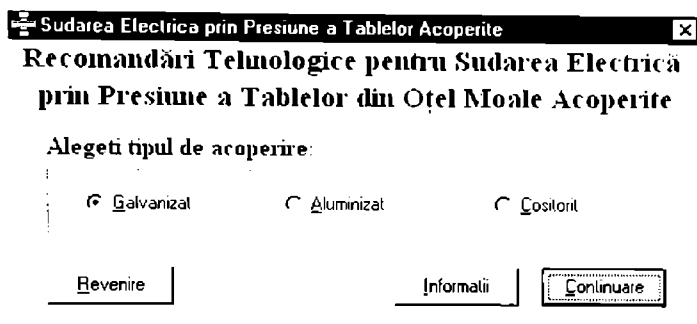 Sudarea Electrica prin Presiune a Tablelor Acoperite
Recomandări Tehnologice pentru Sudarea Electrică
prin Presiune a Tablelor din Oțel Moale Acoperite
Alegeti tipul de acoperire:
Galvanizat Aluminizat Cositorit
Revenire Informatii Continuare